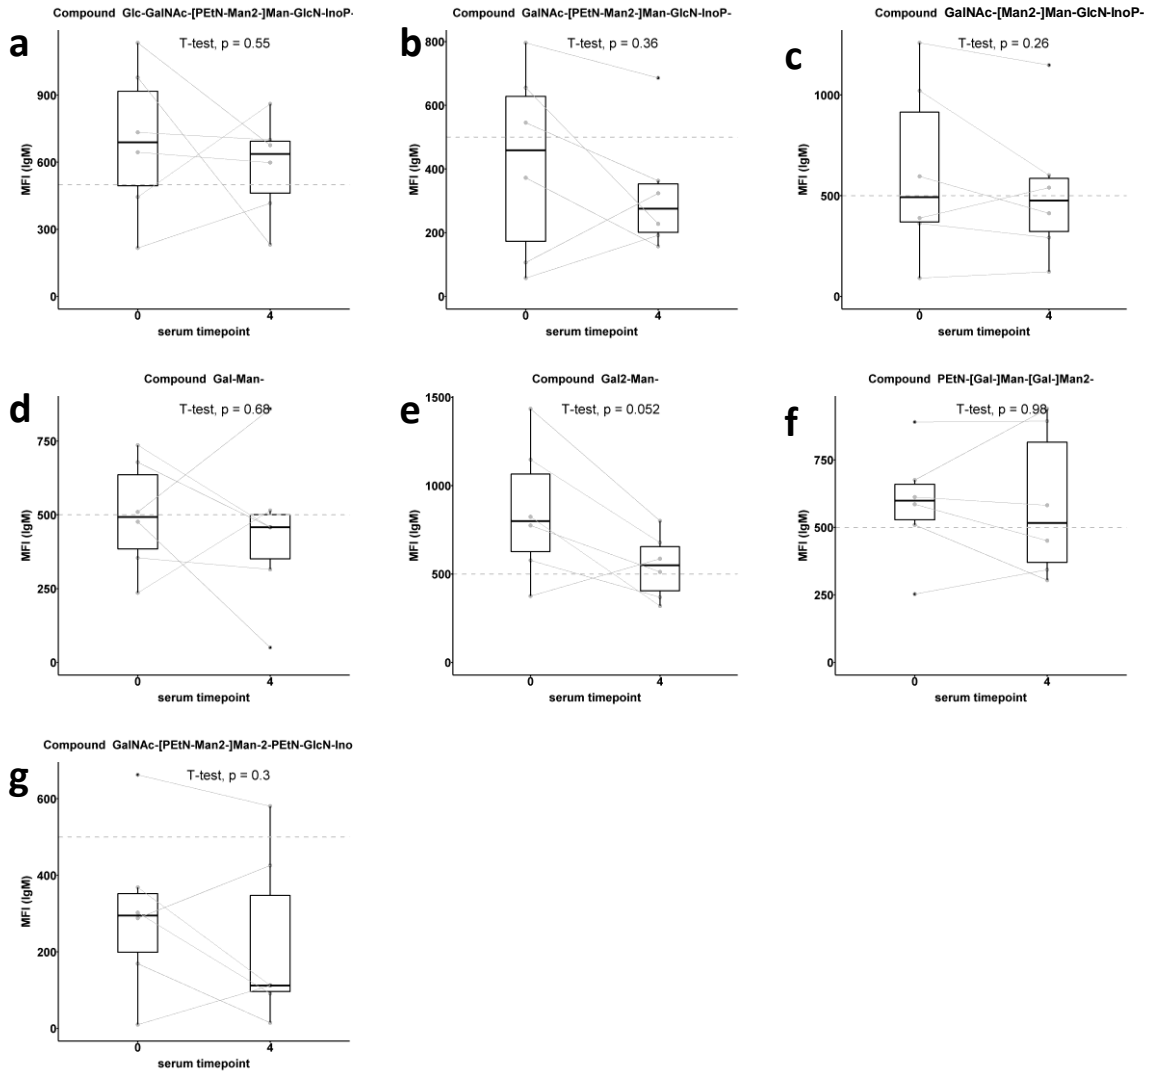 a
Compound Glc-GalNAc-[PEtN-Man2-]Man-GlcN-InoP-
T-test, p = 0.55
900
600
300
0
MFI (IgM)
0 4
serum timepoint
b
Compound GalNAc-[PEtN-Man2-]Man-GlcN-InoP-
T-test, p = 0.36
800
600
400
200
0
MFI (IgM)
0 4
serum timepoint
c
Compound GalNAc-[Man2-]Man-GlcN-InoP-
T-test, p = 0.26
1000
500
0
MFI (IgM)
0 4
serum timepoint
d
Compound Gal-Man-
T-test, p = 0.68
750
500
250
0
MFI (IgM)
0 4
serum timepoint
e
Compound Gal2-Man-
T-test, p = 0.052
1500
1000
500
0
MFI (IgM)
0 4
serum timepoint
f
Compound PEtN-[Gal-]Man-[Gal-]Man2-
T-test, p = 0.98
750
500
250
0
MFI (IgM)
0 4
serum timepoint
g
Compound GalNAc-[PEtN-Man2-]Man-2-PEtN-GlcN-Ino
T-test, p = 0.3
600
400
200
0
MFI (IgM)
0 4
serum timepoint